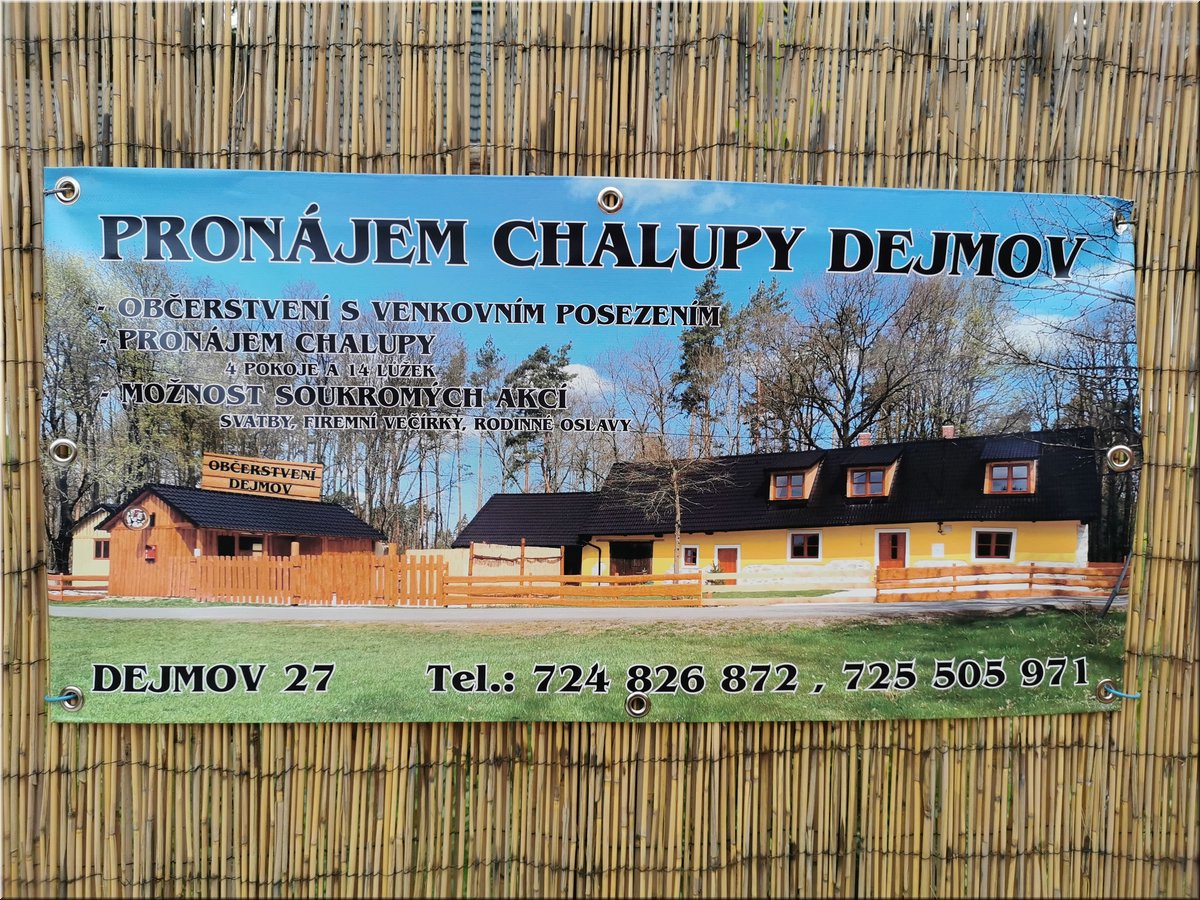 PRONÁJEM CHALUPY DEJMOV
- OBČERSTVENÍ S VENKOVNÍM POSEZENÍM
- PRONÁJEM CHALUPY
4 POKOJE A 14 LŮŽEK
- MOŽNOST SOUKROMÝCH AKCÍ
SVATBY, FIREMNÍ VEČÍRKY, RODINNÉ OSLAVY
OBČERSTVENÍ
DEJMOV
DEJMOV 27
Tel.: 724 826 872 , 725 505 971